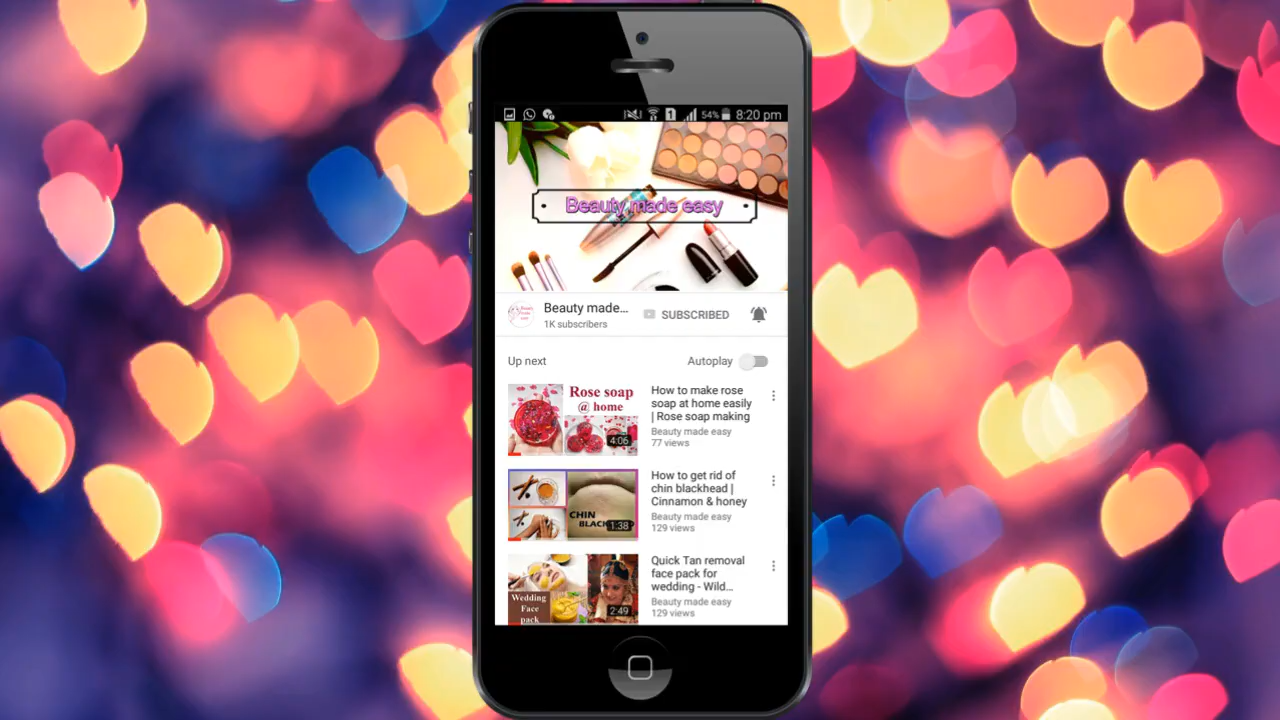 1 54% 8:20 pm
Beauty made easy
Beauty made...
SUBSCRIBED
1K subscribers
Up next
Autoplay
Rose soap
@ home
4:06
How to make rose
soap at home easily
| Rose soap making
Beauty made easy
77 views
CHIN
1:38
How to get rid of
chin blackhead |
Cinnamon & honey
Beauty made easy
129 views
Wedding
Face
pack
2:49
Quick Tan removal
face pack for
wedding - Wild...
Beauty made easy
129 views